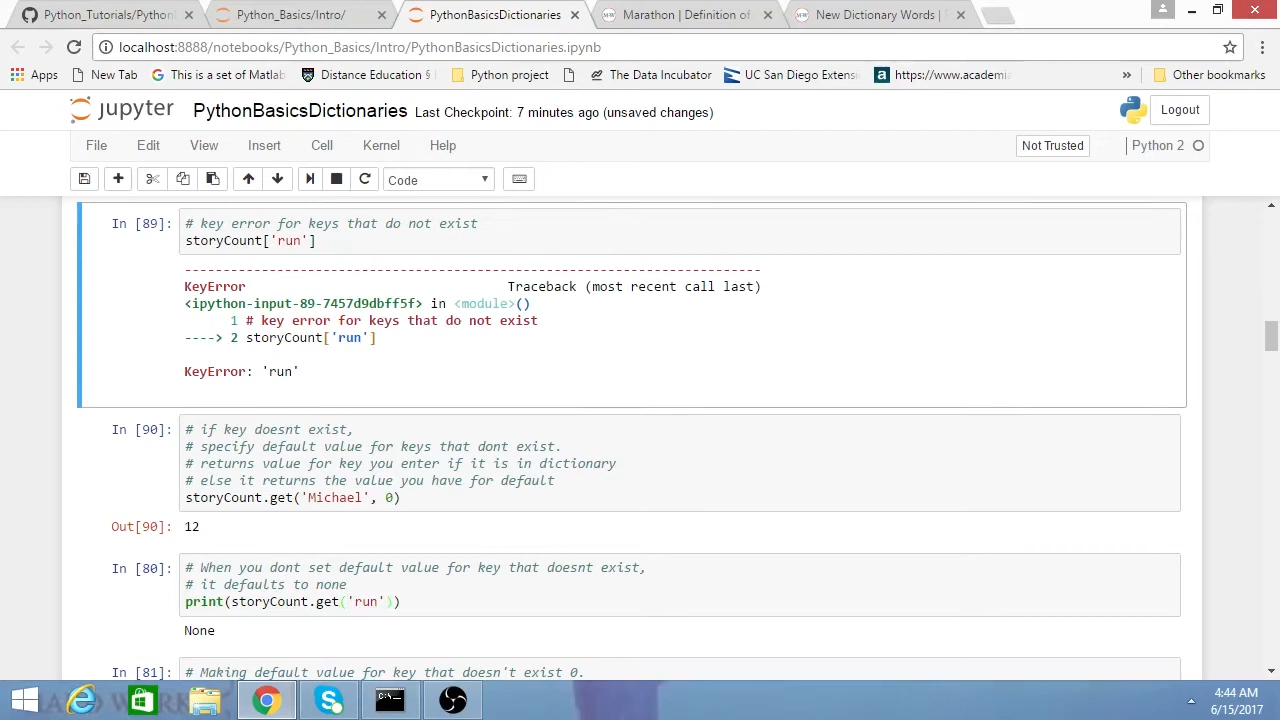 Python_Tutorials/Python
Python_Basics/Intro/
PythonBasicsDictionaries
Marathon | Definition of
New Dictionary Words |
localhost:8888/notebooks/Python_Basics/Intro/PythonBasicsDictionaries.ipynb
Apps
New Tab
This is a set of Matlab
Distance Education §
Python project
The Data Incubator
UC San Diego Extensi
https://www.academia
»
Other bookmarks
jupyter PythonBasicsDictionaries Last Checkpoint: 7 minutes ago (unsaved changes)
Logout
File Edit View Insert Cell Kernel Help
Not Trusted
Python 2
Code
In [89]: # key error for keys that do not exist
storyCount['run']
---------------------------------------------------------------------------
KeyError Traceback (most recent call last)
<ipython-input-89-7457d9dbff5f> in <module>()
1 # key error for keys that do not exist
----> 2 storyCount['run']
KeyError: 'run'
In [90]: # if key doesnt exist,
# specify default value for keys that dont exist.
# returns value for key you enter if it is in dictionary
# else it returns the value you have for default
storyCount.get('Michael', 0)
Out[90]: 12
In [80]: # When you dont set default value for key that doesnt exist,
# it defaults to none
print(storyCount.get('run'))
None
In [81]: # Making default value for key that doesn't exist 0.
4:44 AM
6/15/2017